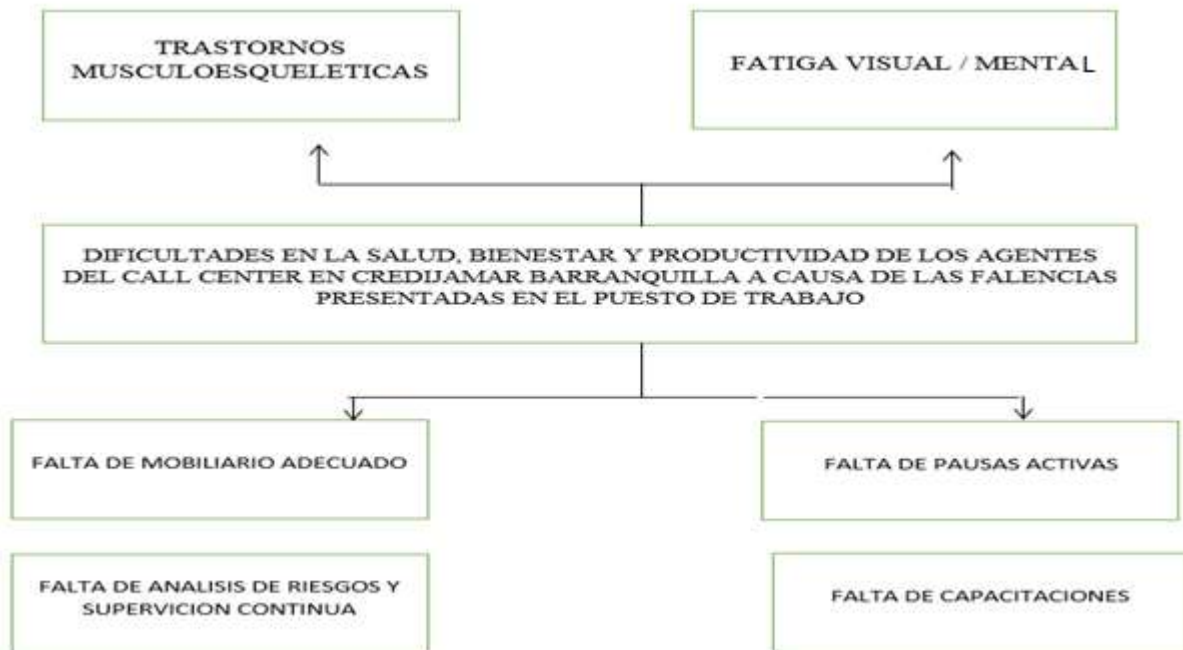 TRASTORNOS
MUSCULOESQUELETICAS
FATIGA VISUAL / MENTAL
DIFICULTADES EN LA SALUD, BIENESTAR Y PRODUCTIVIDAD DE LOS AGENTES
DEL CALL CENTER EN CREDIJAMAR BARRANQUILLA A CAUSA DE LAS FALENCIAS
PRESENTADAS EN EL PUESTO DE TRABAJO
FALTA DE MOBILIARIO ADECUADO
FALTA DE PAUSAS ACTIVAS
FALTA DE ANALISIS DE RIESGOS Y
SUPERVICION CONTINUA
FALTA DE CAPACITACIONES